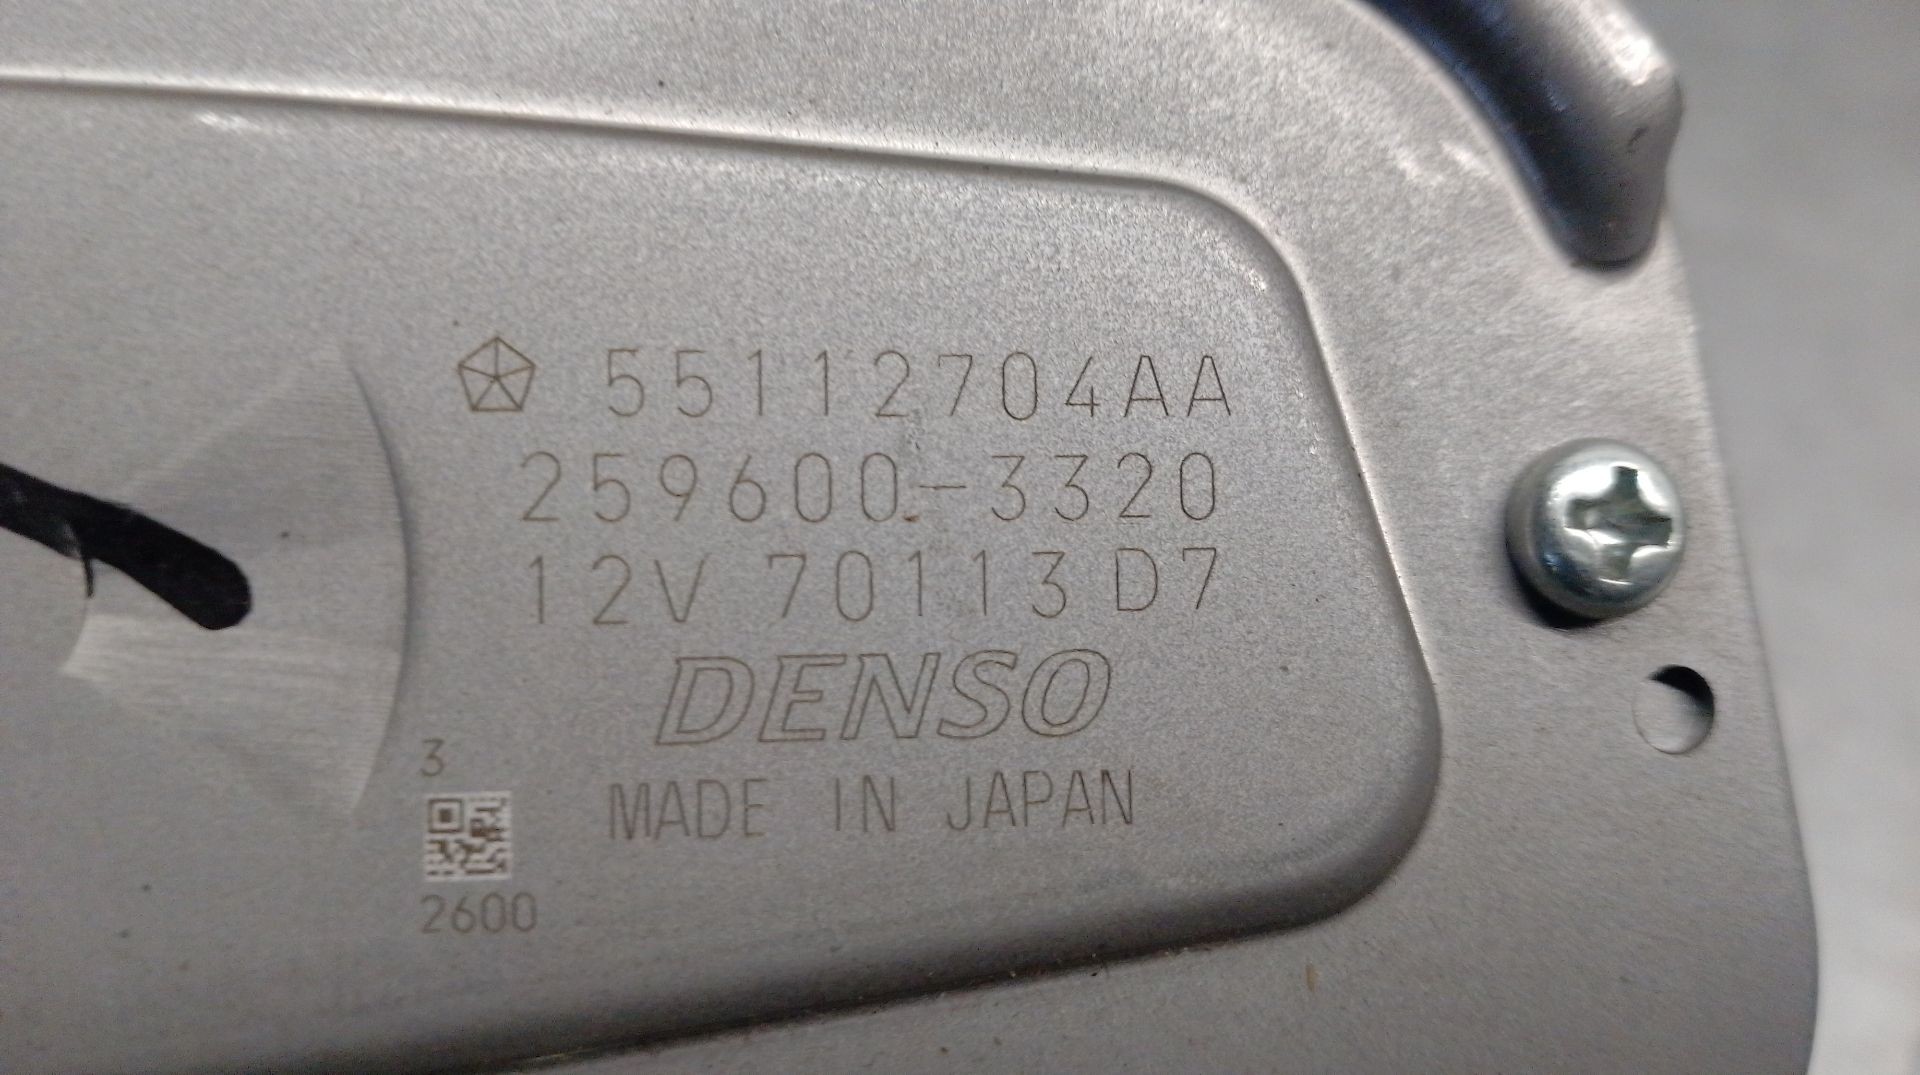 55112704AA
259600-3320
12V 70113 D7
DENSO
MADE IN JAPAN
3
2600